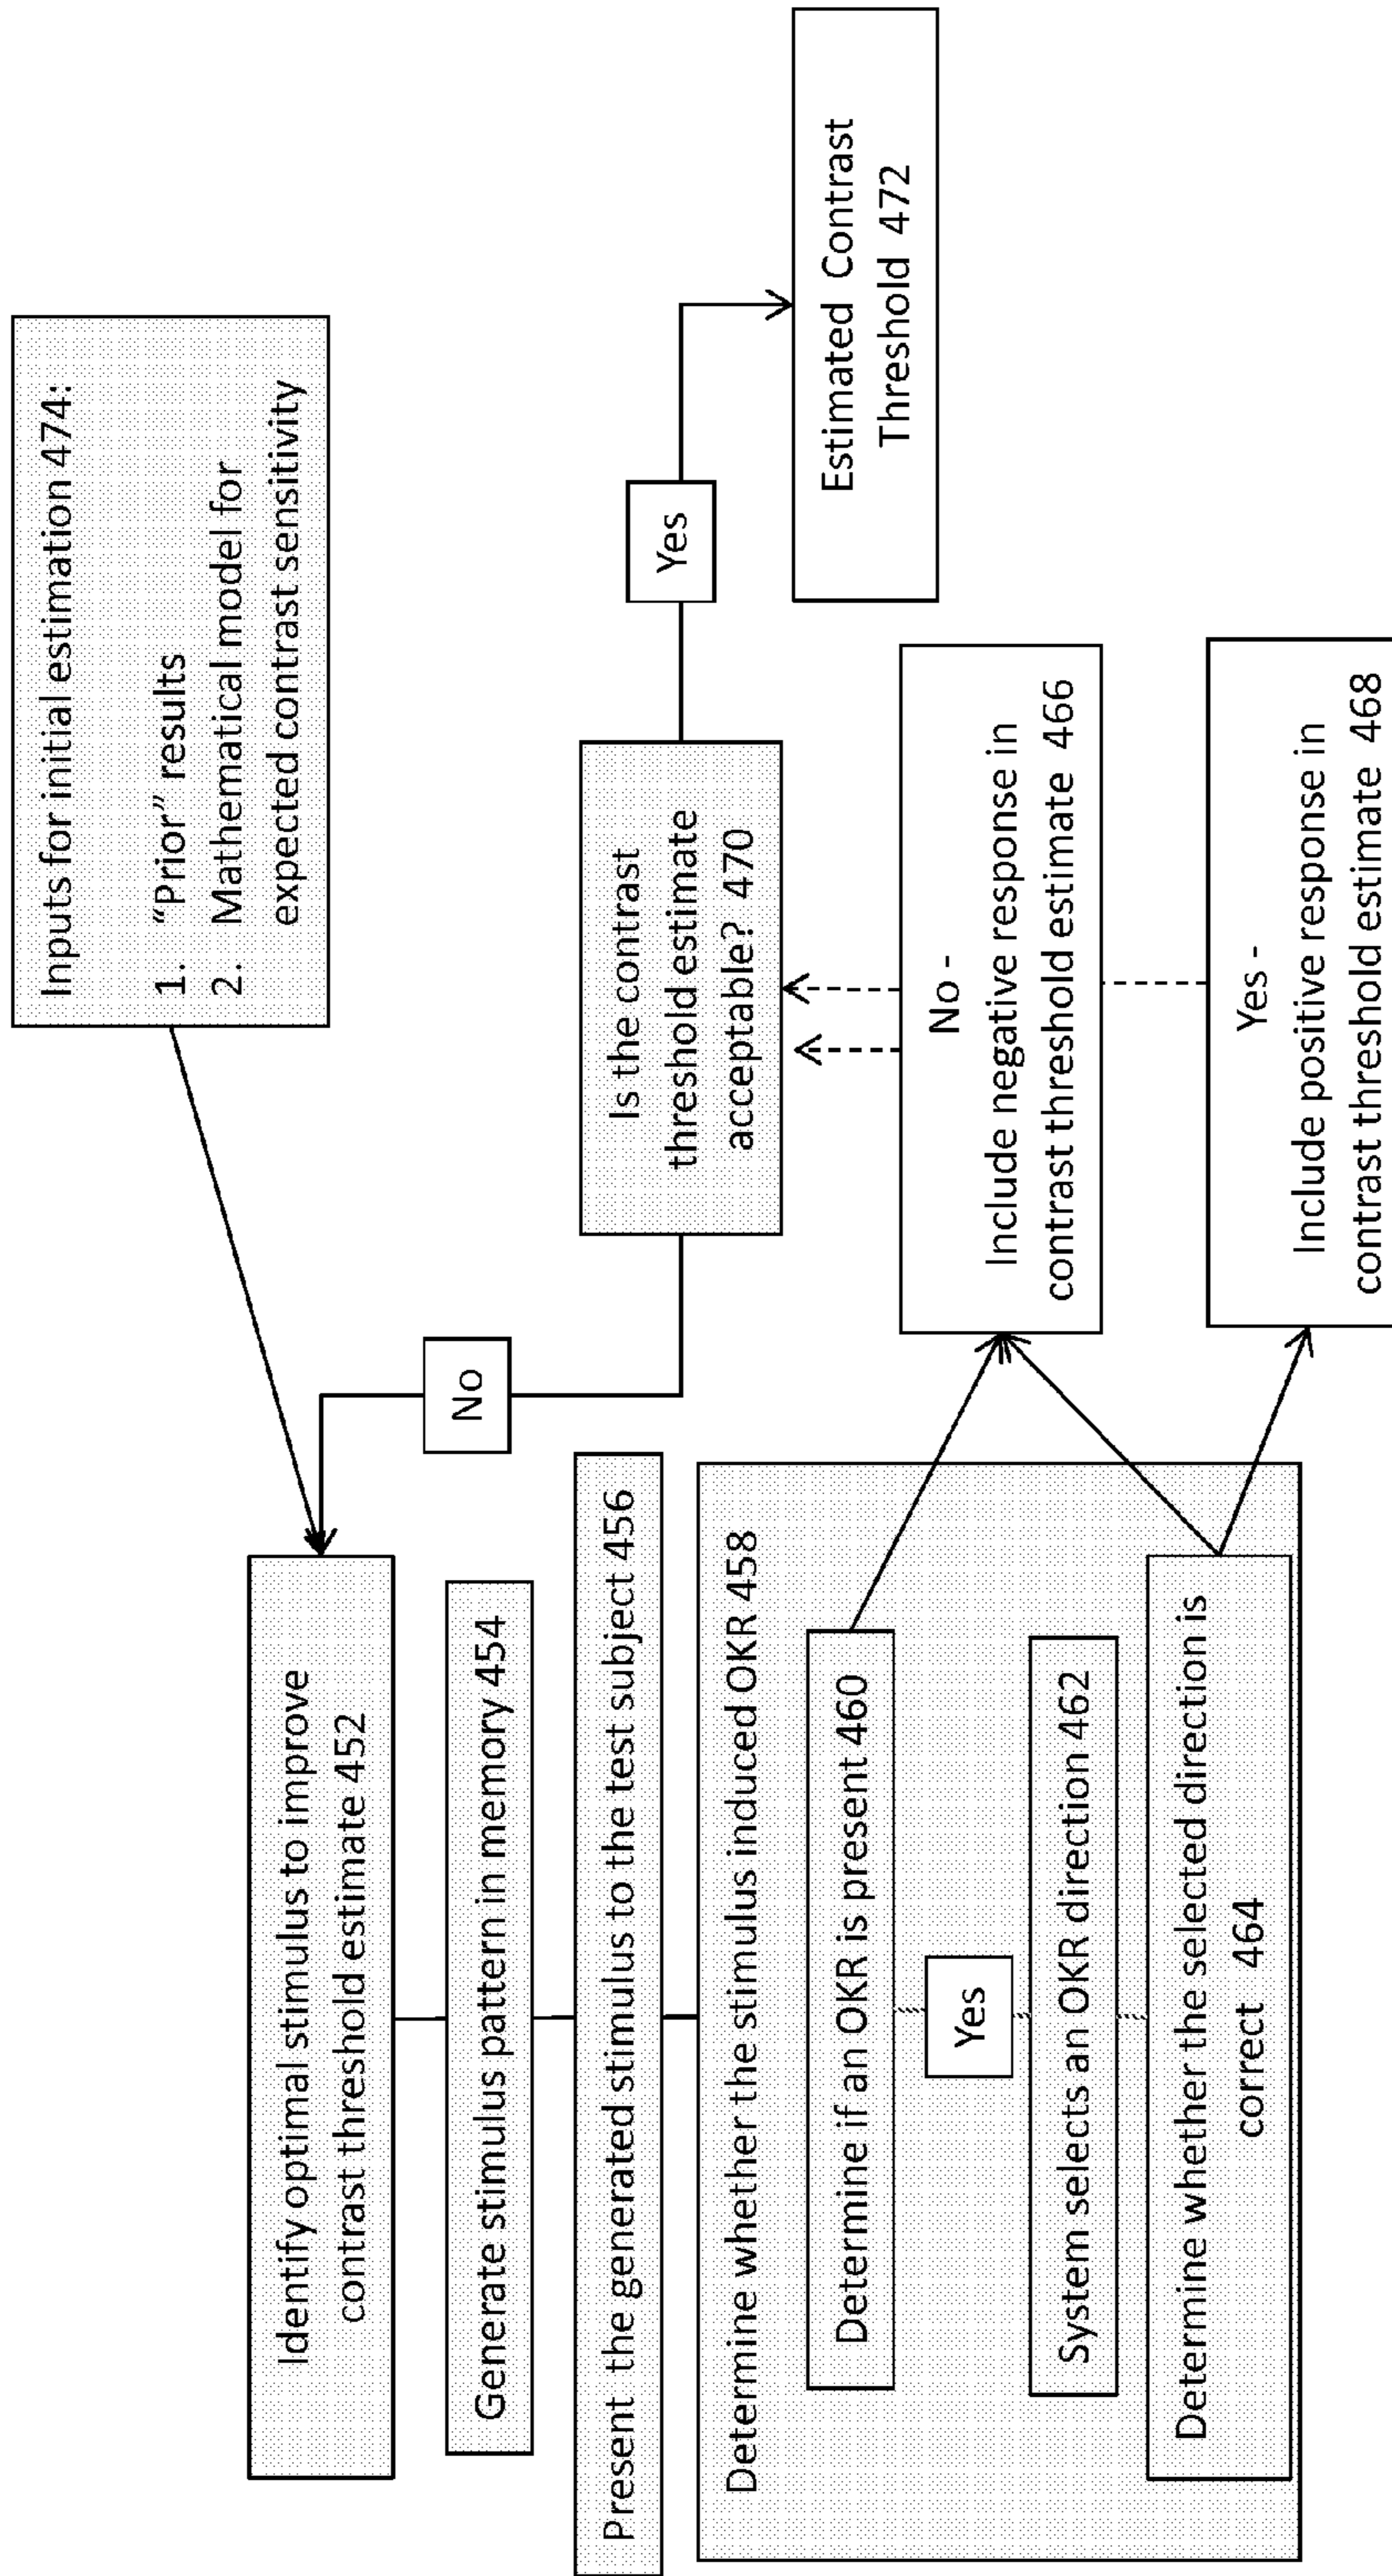 Inputs for initial estimation 474:
1. "Prior" results
2. Mathematical model for
expected contrast sensitivity
Identify optimal stimulus to improve
contrast threshold estimate 452
Generate stimulus pattern in memory 454
Present the generated stimulus to the test subject 456
Determine whether the stimulus induced OKR 458
Determine if an OKR is present 460
Yes
System selects an OKR direction 462
Determine whether the selected direction is
correct 464
No
Is the contrast
threshold estimate
acceptable? 470
No -
Include negative response in
contrast threshold estimate 466
Yes -
Include positive response in
contrast threshold estimate 468
Yes
Estimated Contrast
Threshold 472